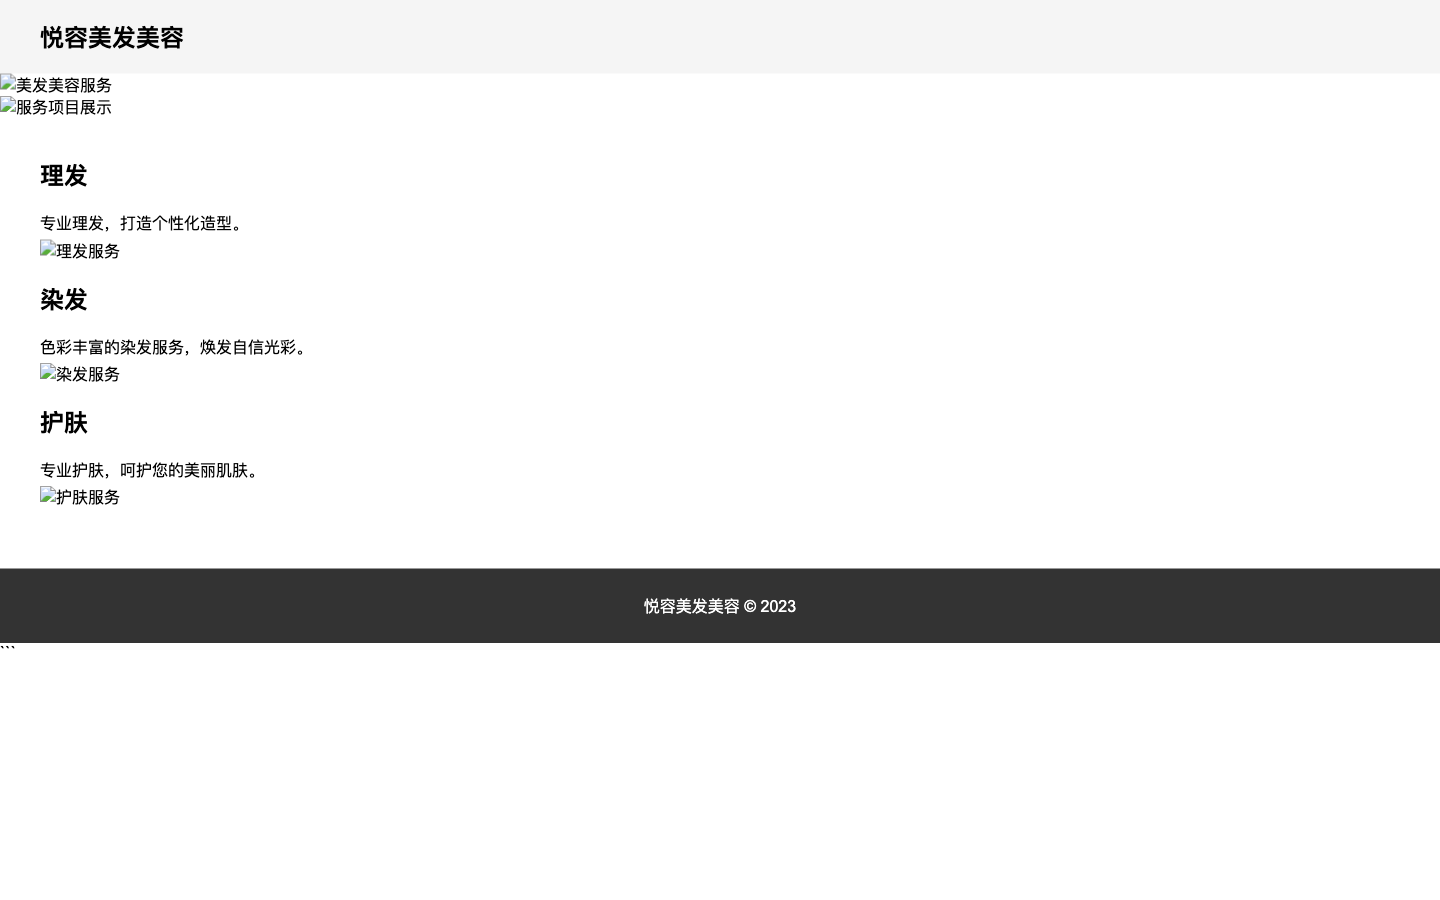 悦容美发美容
美发美容服务
服务项目展示
理发
专业理发，打造个性化造型。
理发服务
染发
色彩丰富的染发服务，焕发自信光彩。
染发服务
护肤
专业护肤，呵护您的美丽肌肤。
护肤服务
悦容美发美容 © 2023
```